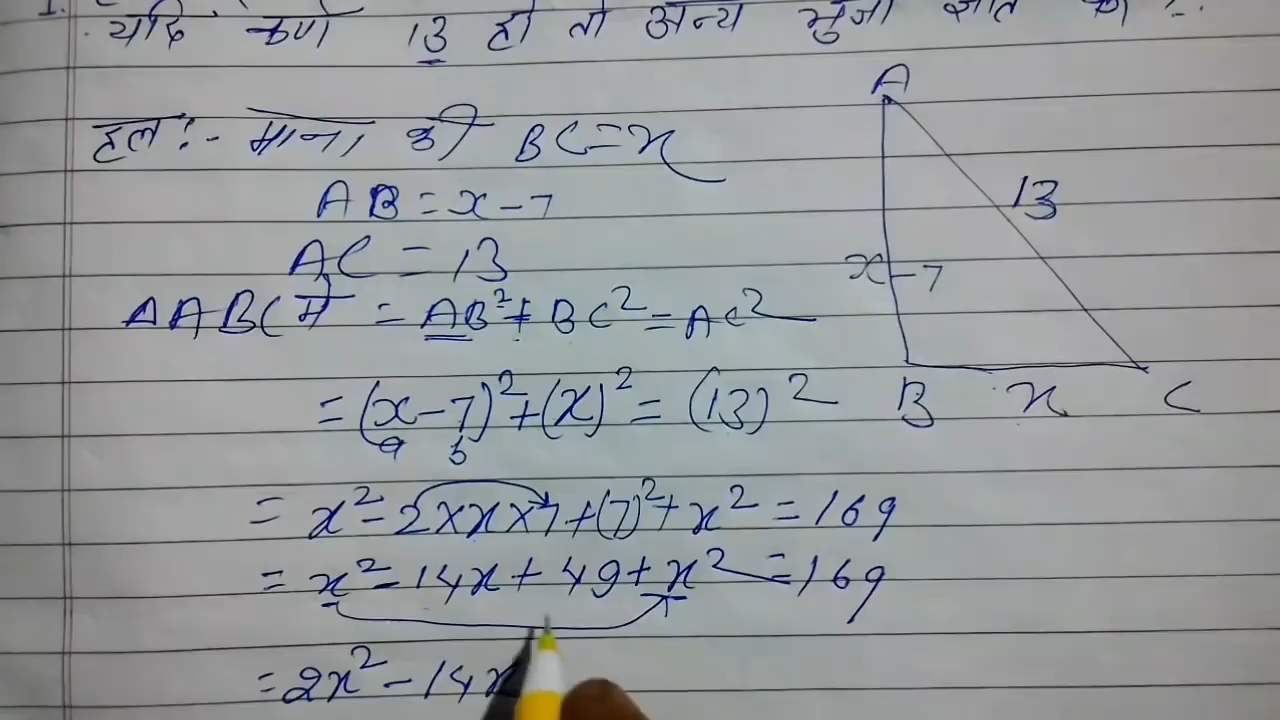 यदि कर्ण 13 हो तो अन्य भुजा ज्ञात
हल:- माना की BC=x
AB=x-7
AC=13
ΔABC में = AB²+BC²=AC²
=(x-7)²+(x)²=(13)²
a b
=x²-2×x×7+(7)²+x²=169
=x²-14x+49+x²=169
=2x²-14x
A
13
x-7
B x C